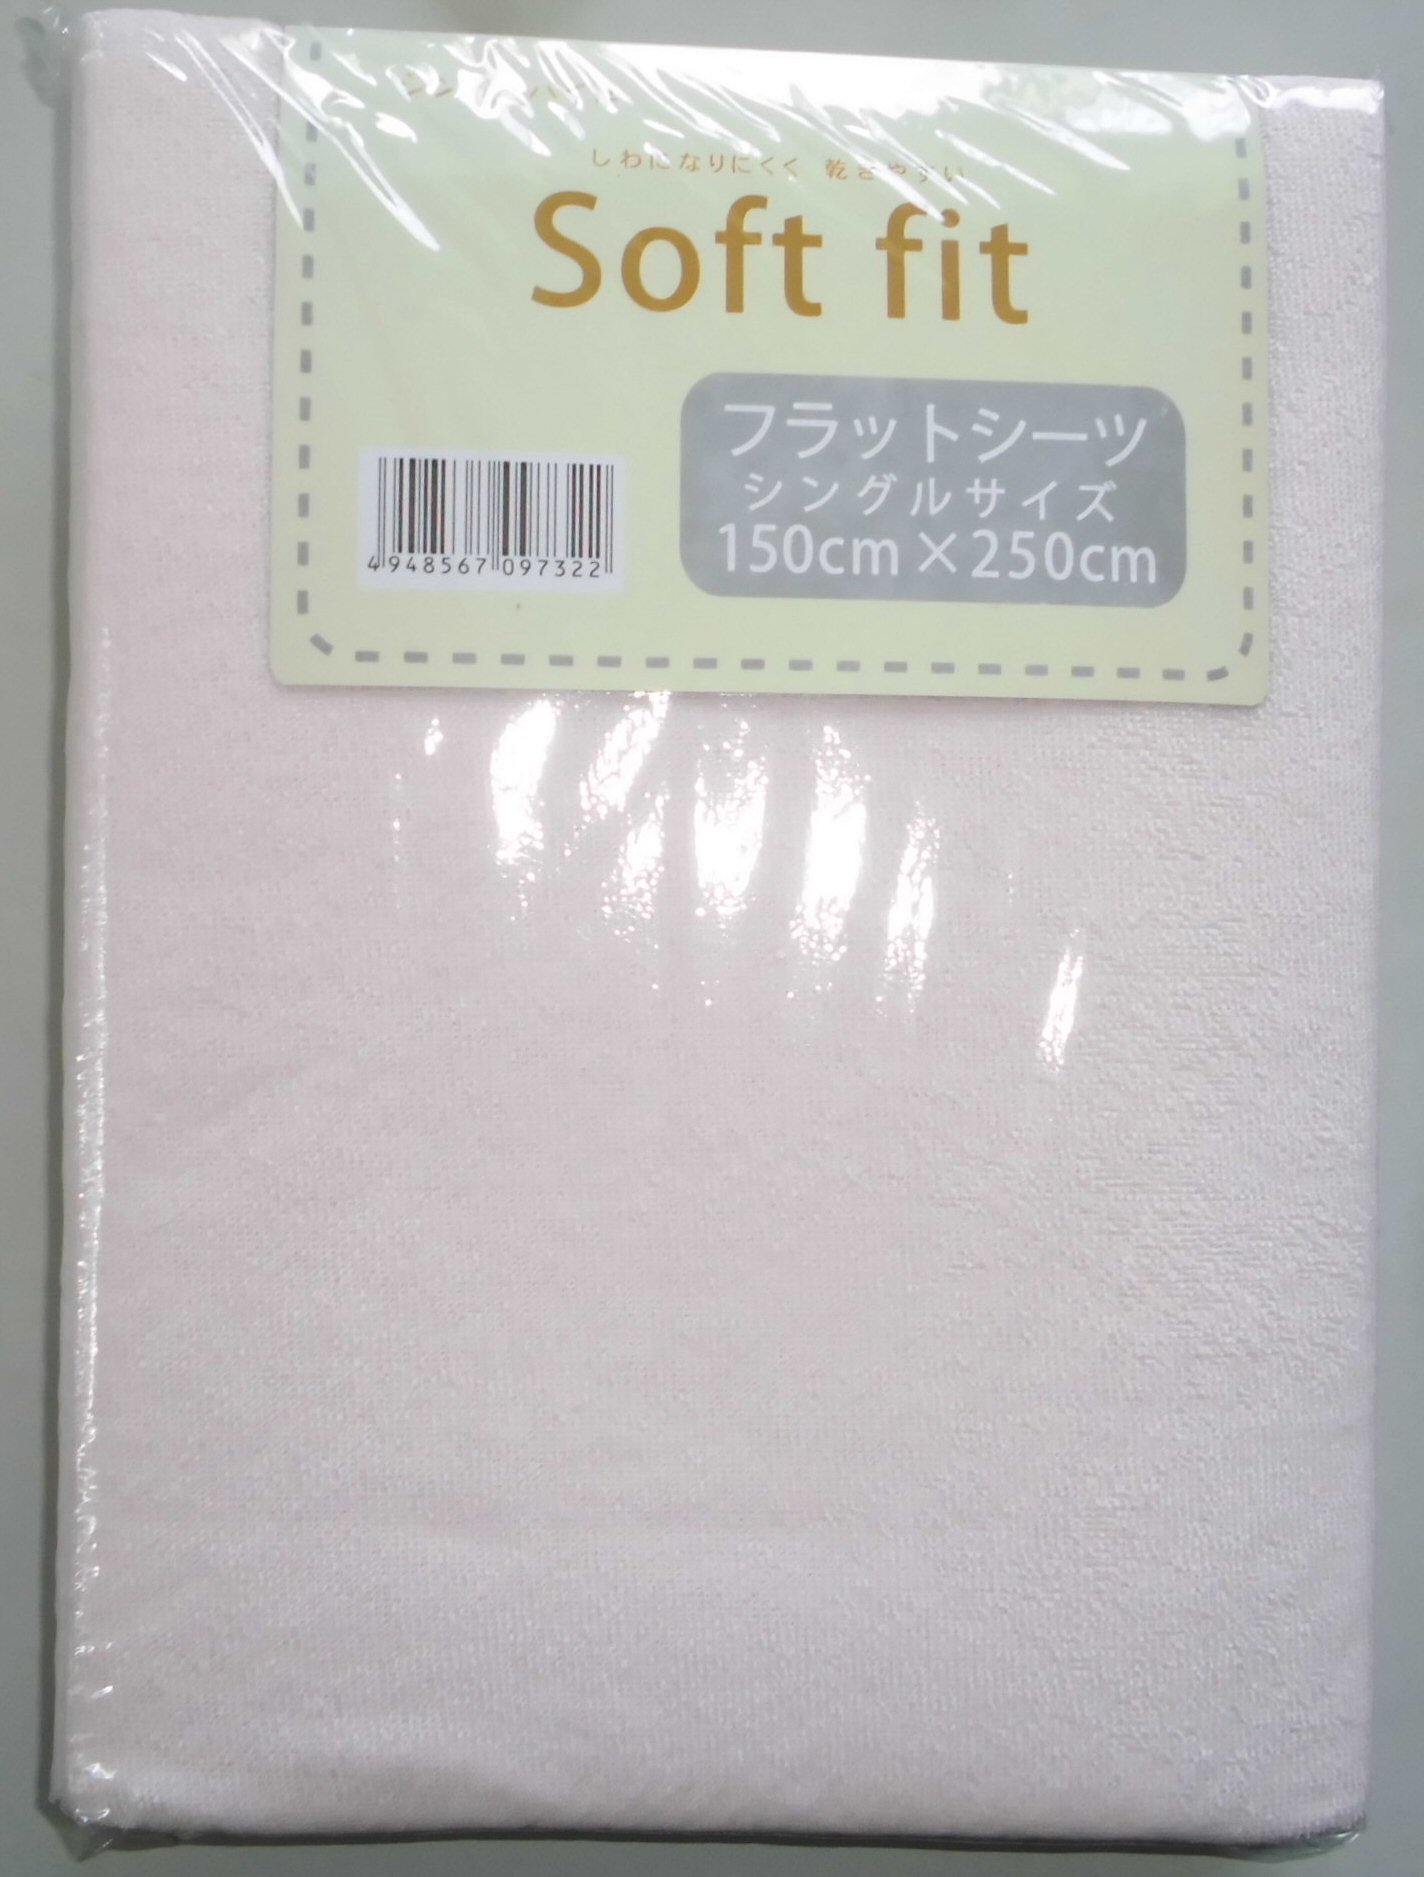 しわになりにくく 乾きやすい
Soft fit
フラットシーツ
シングルサイズ
150cm×250cm
4948567097322